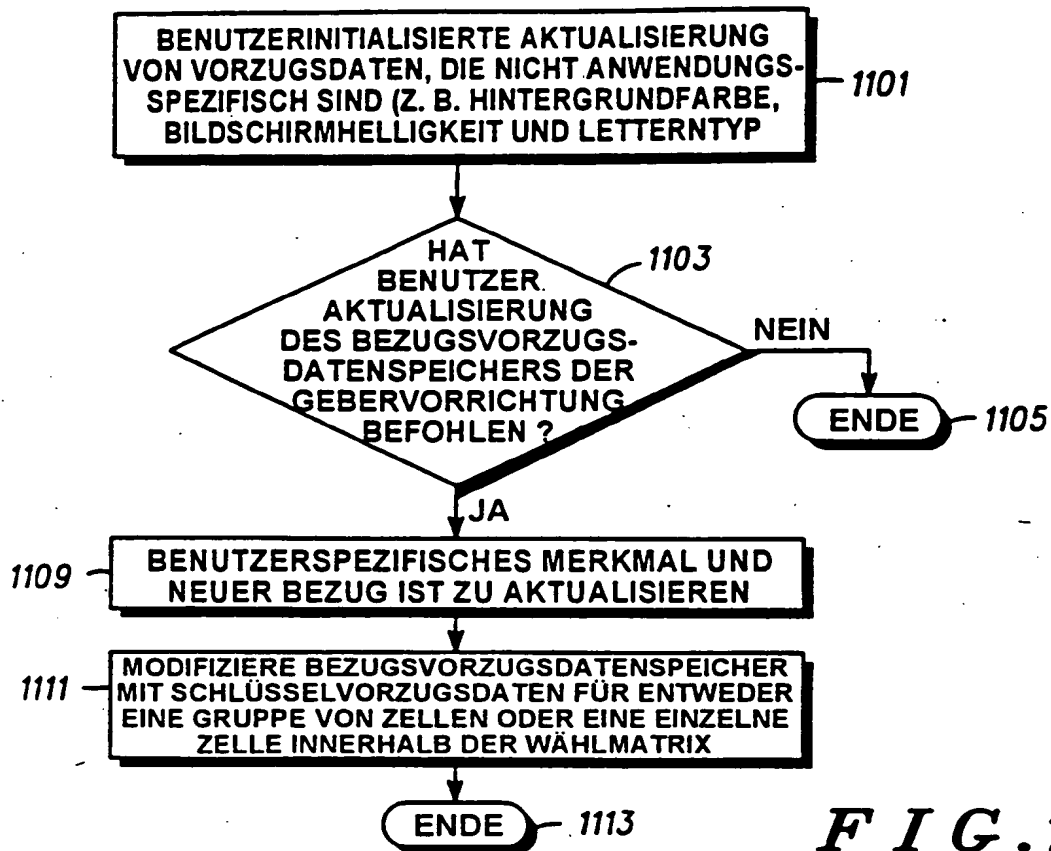 BENUTZERINITIALISIERTE AKTUALISIERUNG
VON VORZUGSDATEN, DIE NICHT ANWENDUNGS-
SPEZIFISCH SIND (Z. B. HINTERGRUNDFARBE,
BILDSCHIRMHELLIGKEIT UND LETTERNTYP
1101
HAT
BENUTZER
AKTUALISIERUNG
DES BEZUGSVORZUGS-
DATENSPEICHERS DER
GEBERVORRICHTUNG
BEFOHLEN ?
1103
NEIN
ENDE
1105
JA
BENUTZERSPEZIFISCHES MERKMAL UND
NEUER BEZUG IST ZU AKTUALISIEREN
1109
MODIFIZIERE BEZUGSVORZUGSDATENSPEICHER
MIT SCHLÜSSELVORZUGSDATEN FÜR ENTWEDER
EINE GRUPPE VON ZELLEN ODER EINE EINZELNE
ZELLE INNERHALB DER WÄHLMATRIX
1111
ENDE
1113
FIG.